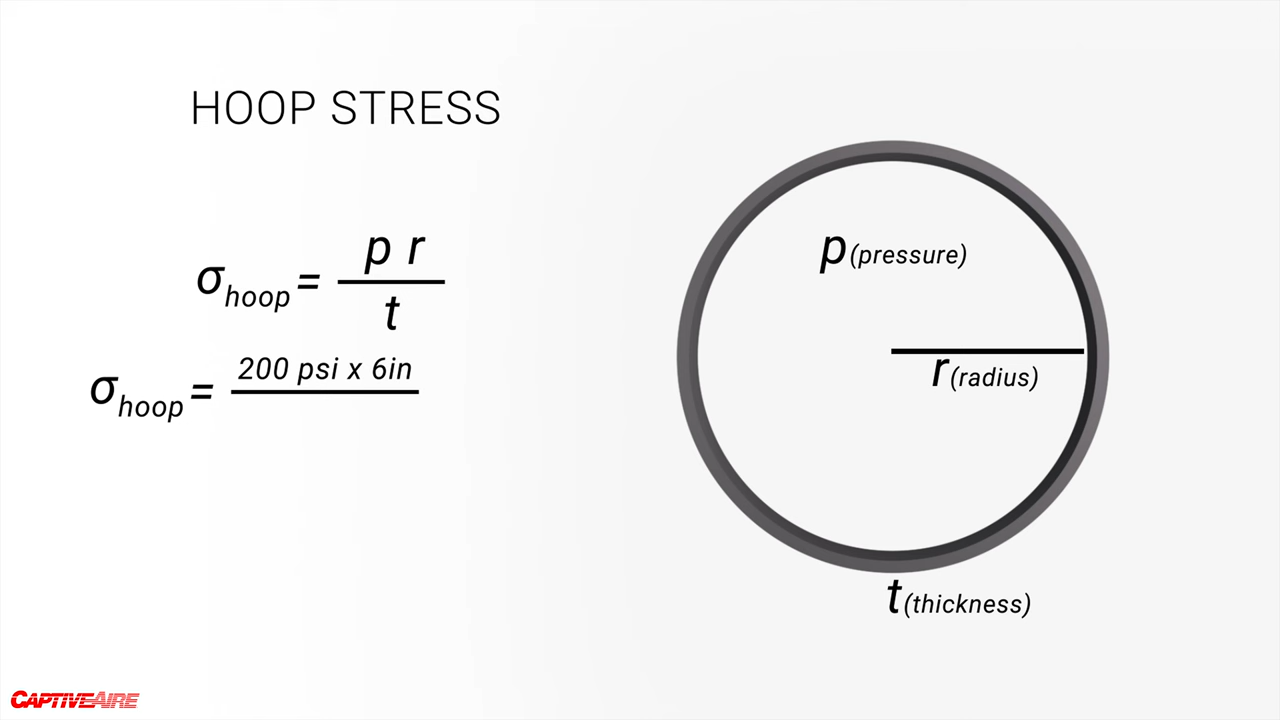 HOOP STRESS
σhoop = p r / t
σhoop = 200 psi x 6in
p(pressure)
r(radius)
t(thickness)
CAPTIVEAIRE